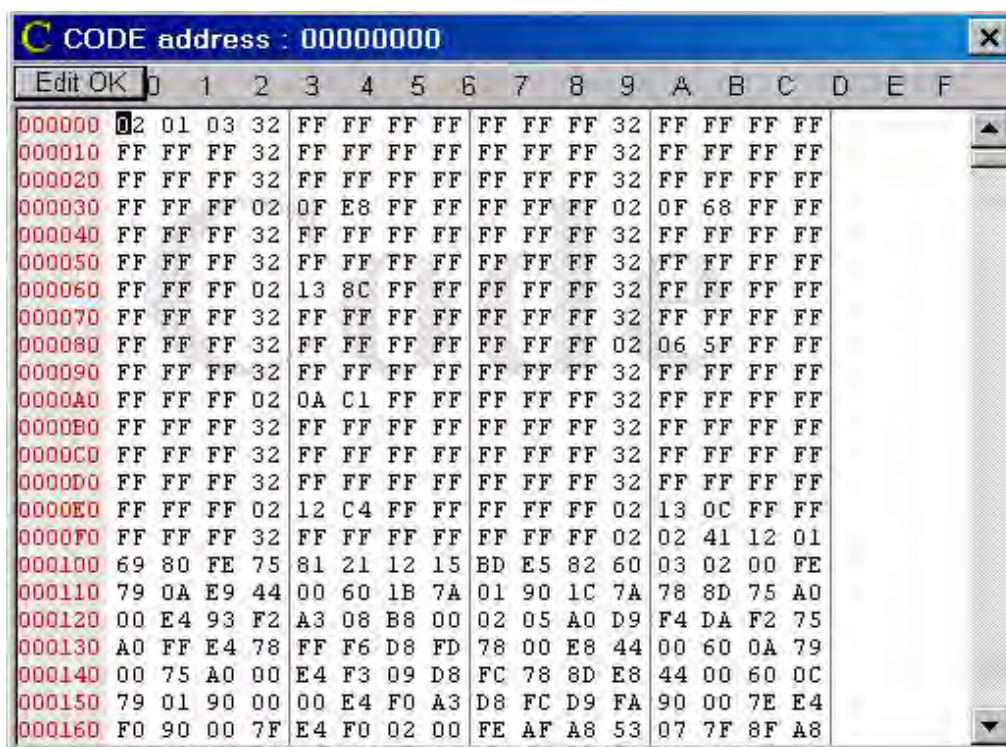 C CODE address : 00000000
Edit OK 0 1 2 3 4 5 6 7 8 9 A B C D E F
000000 02 01 03 32 FF FF FF FF FF FF FF 32 FF FF FF FF
000010 FF FF FF 32 FF FF FF FF FF FF FF 32 FF FF FF FF
000020 FF FF FF 32 FF FF FF FF FF FF FF 32 FF FF FF FF
000030 FF FF FF 02 0F E8 FF FF FF FF FF 02 0F 68 FF FF
000040 FF FF FF 32 FF FF FF FF FF FF FF 32 FF FF FF FF
000050 FF FF FF 32 FF FF FF FF FF FF FF 32 FF FF FF FF
000060 FF FF FF 02 13 8C FF FF FF FF FF 32 FF FF FF FF
000070 FF FF FF 32 FF FF FF FF FF FF FF 32 FF FF FF FF
000080 FF FF FF 32 FF FF FF FF FF FF FF 02 06 5F FF FF
000090 FF FF FF 32 FF FF FF FF FF FF FF 32 FF FF FF FF
0000A0 FF FF FF 02 0A C1 FF FF FF FF FF 32 FF FF FF FF
0000B0 FF FF FF 32 FF FF FF FF FF FF FF 32 FF FF FF FF
0000C0 FF FF FF 32 FF FF FF FF FF FF FF 32 FF FF FF FF
0000D0 FF FF FF 32 FF FF FF FF FF FF FF 32 FF FF FF FF
0000E0 FF FF FF 02 12 C4 FF FF FF FF FF 02 13 0C FF FF
0000F0 FF FF FF 32 FF FF FF FF FF FF FF 02 02 41 12 01
000100 69 80 FE 75 81 21 12 15 BD E5 82 60 03 02 00 FE
000110 79 0A E9 44 00 60 1B 7A 01 90 1C 7A 78 8D 75 A0
000120 00 E4 93 F2 A3 08 B8 00 02 05 A0 D9 F4 DA F2 75
000130 A0 FF E4 78 FF F6 D8 FD 78 00 E8 44 00 60 0A 79
000140 00 75 A0 00 E4 F3 09 D8 FC 78 8D E8 44 00 60 0C
000150 79 01 90 00 00 E4 F0 A3 D8 FC D9 FA 90 00 7E E4
000160 F0 90 00 7F E4 F0 02 00 FE AF A8 53 07 7F 8F A8